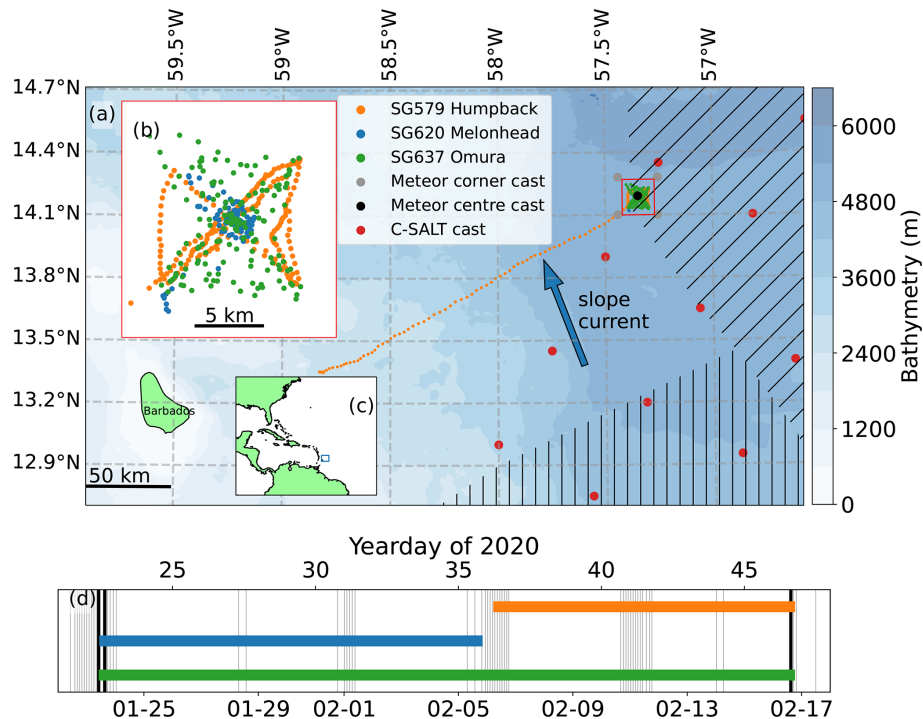 59.5°W
59°W
58.5°W
58°W
57.5°W
57°W
14.7°N
14.4°N
14.1°N
13.8°N
13.5°N
13.2°N
12.9°N
(a)
(b)
5 km
SG579 Humpback
SG620 Melonhead
SG637 Omura
Meteor corner cast
Meteor centre cast
C-SALT cast
slope
current
Barbados
(c)
50 km
6000
4800
3600
2400
1200
0
Bathymetry (m)
Yearday of 2020
25
30
35
40
45
(d)
01-25
01-29
02-01
02-05
02-09
02-13
02-17